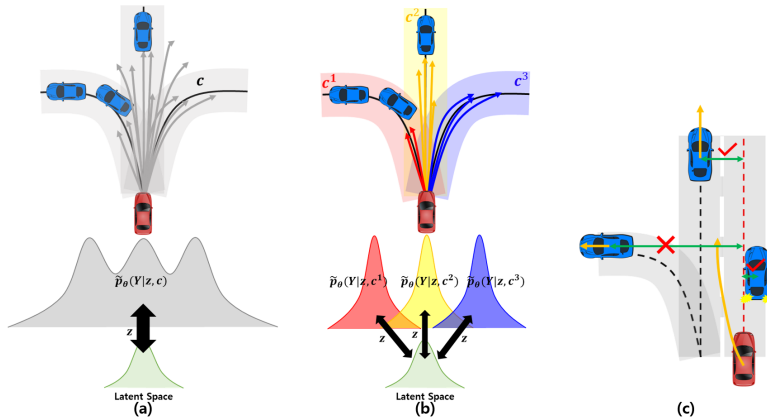 c
p̃θ(Y|z, c)
z
Latent Space
(a)
c¹
c²
c³
p̃θ(Y|z, c¹)
p̃θ(Y|z, c²)
p̃θ(Y|z, c³)
z
z
z
Latent Space
(b)
(c)